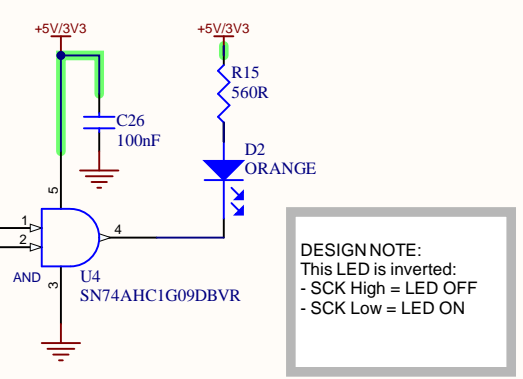 +5V/3V3
+5V/3V3
R15
560R
C26
100nF
D2
ORANGE
5
1
2
4
AND
3
U4
SN74AHC1G09DBVR
DESIGN NOTE:
This LED is inverted:
- SCK High = LED OFF
- SCK Low = LED ON